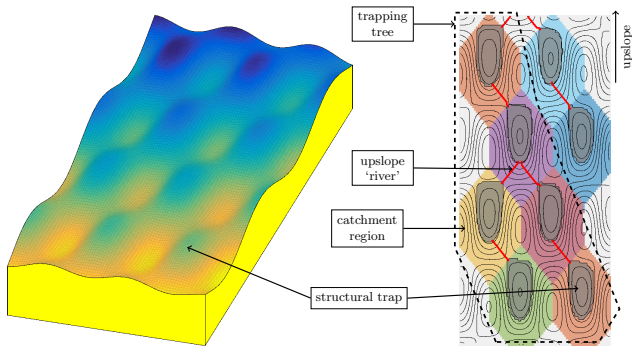 trapping
tree
upslope
upslope
‘river’
catchment
region
structural trap